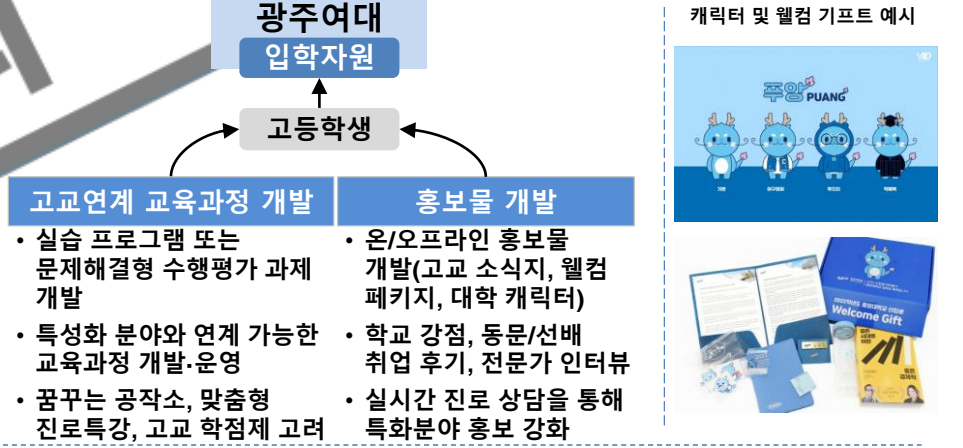 광주여대
입학자원
고등학생
고교연계 교육과정 개발
• 실습 프로그램 또는
문제해결형 수행평가 과제
개발
• 특성화 분야와 연계 가능한
교육과정 개발·운영
• 꿈꾸는 공작소, 맞춤형
진로특강, 고교 학점제 고려
홍보물 개발
• 온/오프라인 홍보물
개발(고교 소식지, 웰컴
페키지, 대학 캐릭터)
• 학교 강점, 동문/선배
취업 후기, 전문가 인터뷰
• 실시간 진로 상담을 통해
특화분야 홍보 강화
캐릭터 및 웰컴 기프트 예시
푸앙 PUANG
Welcome Gift